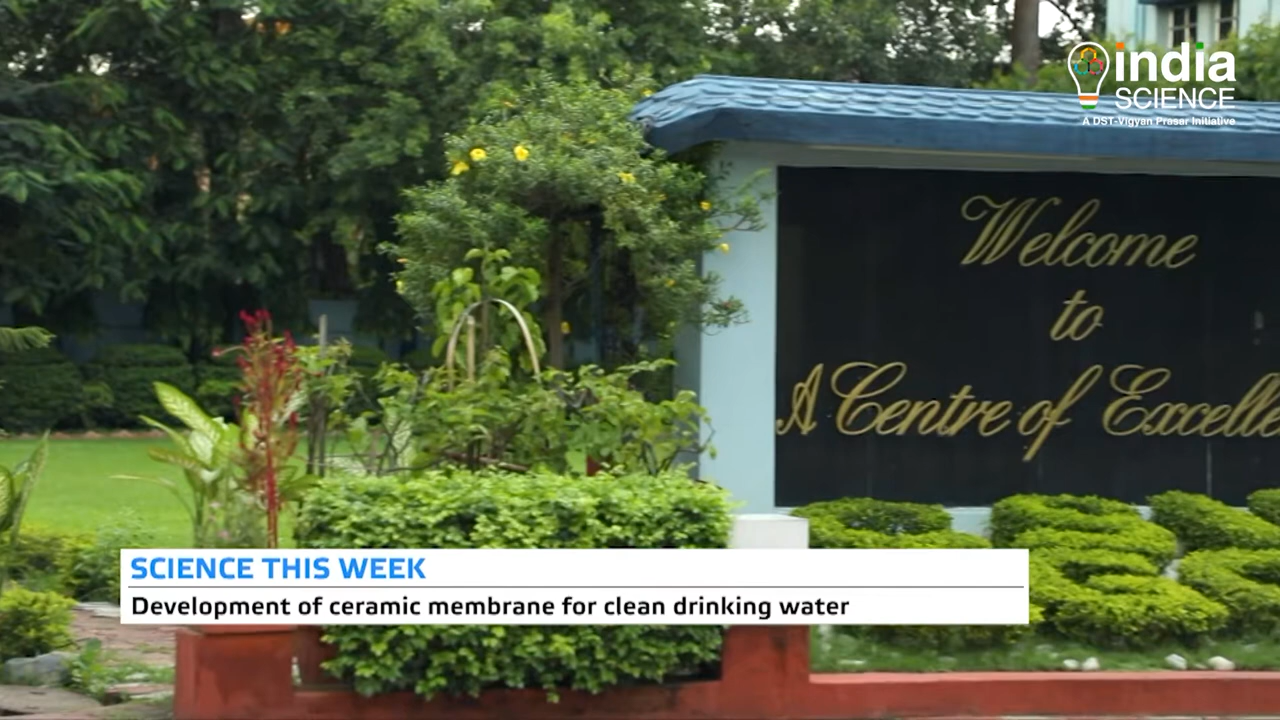 india
SCIENCE
A DST-Vigyan Prasar Initiative
Welcome
to
A Centre of Excelle
SCIENCE THIS WEEK
Development of ceramic membrane for clean drinking water